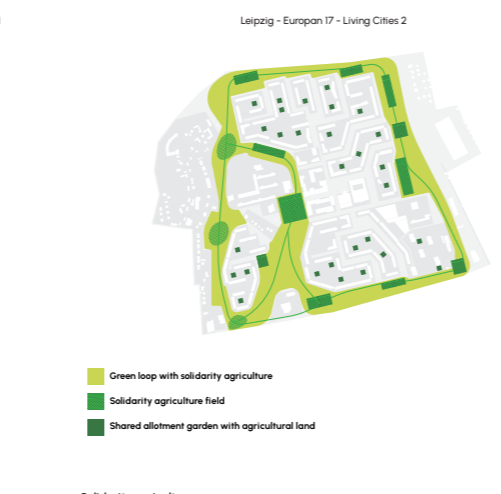 Leipzig - Europan 17 - Living Cities 2
Green loop with solidarity agriculture
Solidarity agriculture field
Shared allotment garden with agricultural land